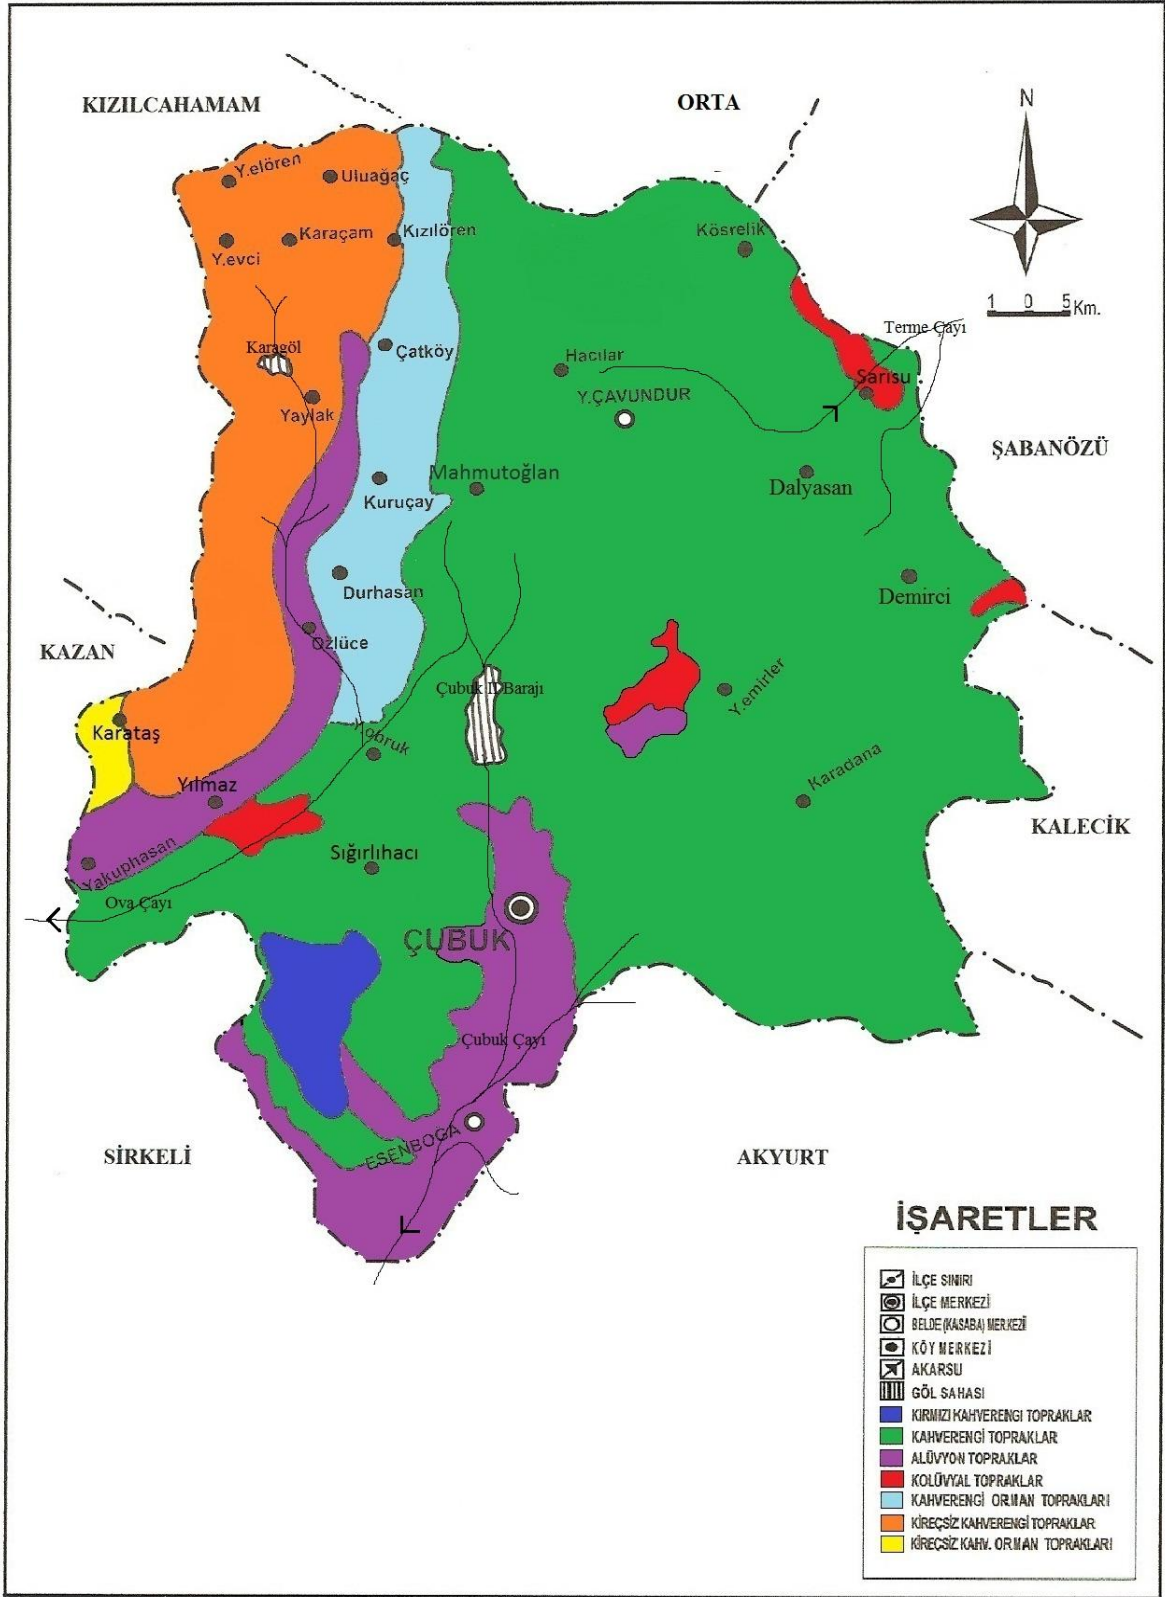 KIZILCAHAMAM
ORTA
N
Y.elören
Uluağaç
Karaçam
Kızılören
Y.evci
Kösrelik
1 0 5 Km.
Terme Çayı
Karagöl
Çatköy
Hacılar
Sarısu
Yaylak
Y.ÇAVUNDUR
ŞABANÖZÜ
Mahmutoğlan
Dalyasan
Kuruçay
Durhasan
Demirci
Özlüce
KAZAN
Çubuk II Barajı
Y.emirler
Karataş
Y.obruk
Yılmaz
Karadana
KALECİK
Sığırlıhacı
Yakuphasan
Ova Çayı
ÇUBUK
Çubuk Çayı
ESENBOĞA
SİRKELİ
AKYURT
İŞARETLER
İLÇE SINIRI
İLÇE MERKEZİ
BELDE (KASABA) MERKEZİ
KÖY MERKEZİ
AKARSU
GÖL SAHASI
KIRMIZI KAHVERENGİ TOPRAKLAR
KAHVERENGİ TOPRAKLAR
ALÜVYON TOPRAKLAR
KOLÜVYAL TOPRAKLAR
KAHVERENGİ ORMAN TOPRAKLARI
KİREÇSİZ KAHVERENGİ TOPRAKLAR
KİREÇSİZ KAHV. ORMAN TOPRAKLARI